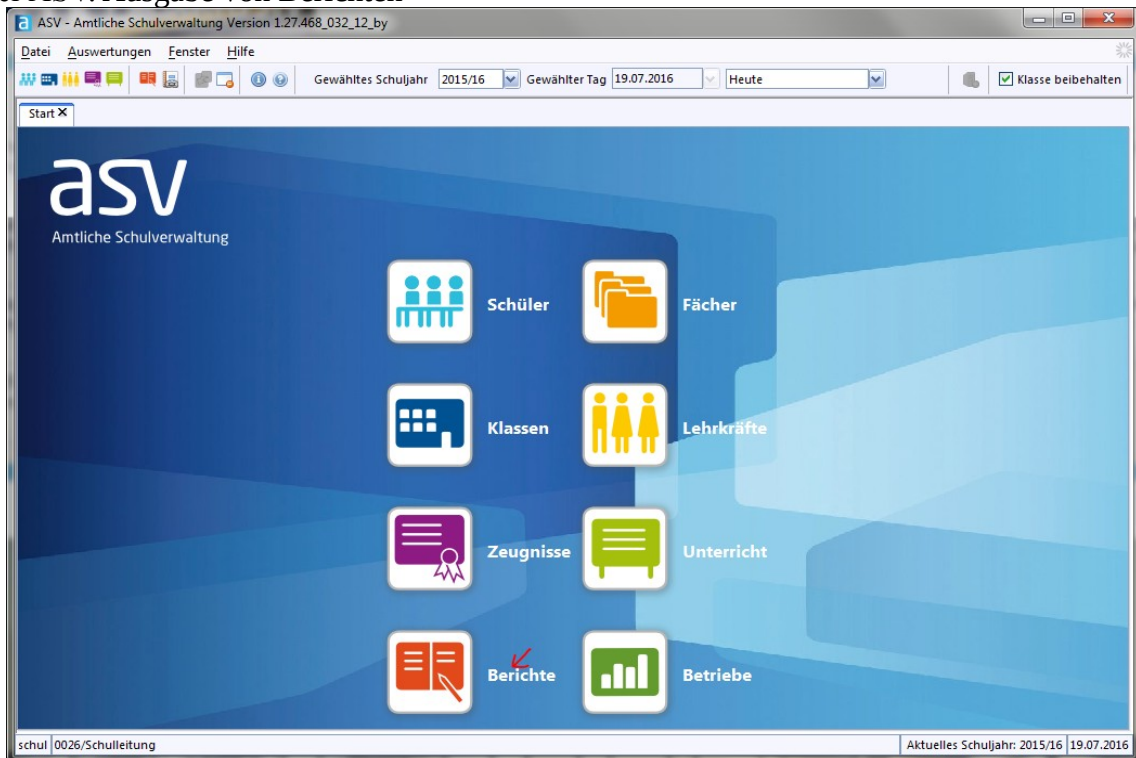 ASV - Amtliche Schulverwaltung Version 1.27.468_032_12_by
Datei Auswertungen Fenster Hilfe
Gewähltes Schuljahr 2015/16 Gewählter Tag 19.07.2016 Heute Klasse beibehalten
Start
asv
Amtliche Schulverwaltung
Schüler Fächer
Klassen Lehrkräfte
Zeugnisse Unterricht
Berichte Betriebe
schul 0026/Schulleitung Aktuelles Schuljahr: 2015/16 19.07.2016